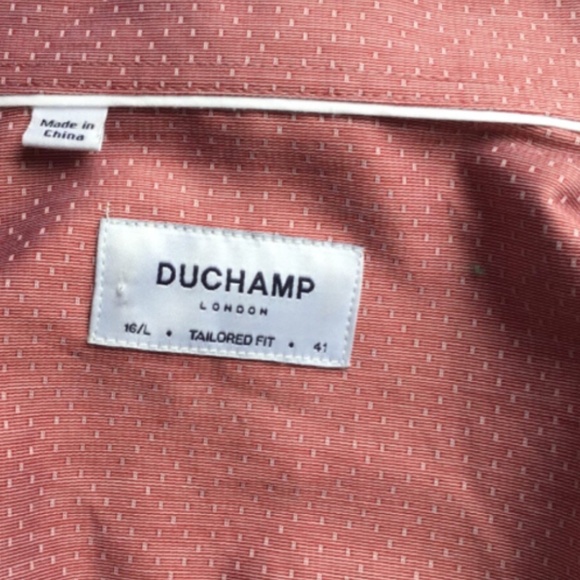 Made in
China
DUCHAMP
LONDON
16/L • TAILORED FIT • 41